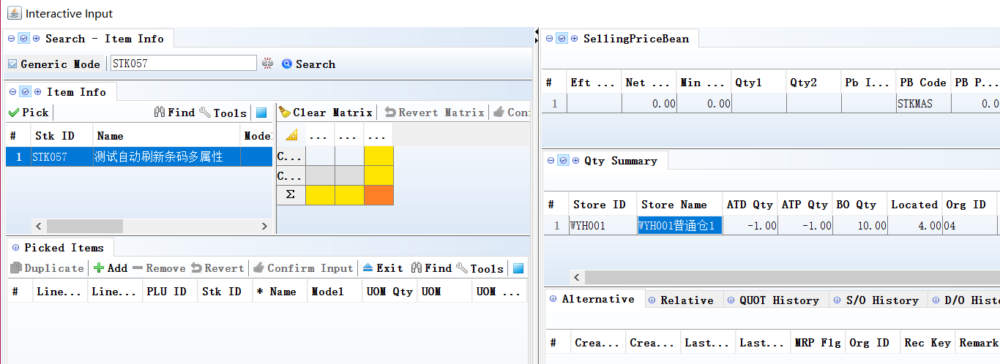 Interactive Input
Search - Item Info
Generic Mode STK057 Search
Item Info
Pick Find Tools
# Stk ID Name Model
1 STK057 测试自动刷新条码多属性
Clear Matrix Revert Matrix Con
... ... ...
C...
C...
Σ
Picked Items
Duplicate Add Remove Revert Confirm Input Exit Find Tools
# Line... Line... PLU ID Stk ID * Name Model UOM Qty UOM UOM ...
SellingPriceBean
# Eft ... Net ... Min ... Qty1 Qty2 Pb I... PB Code PB P...
1 0.00 0.00 STKMAS 0.0
Qty Summary
# Store ID Store Name ATD Qty ATP Qty BO Qty Located Org ID
1 WYH001 WYH001普通仓1 -1.00 -1.00 10.00 4.00 04
Alternative Relative QUOT History S/O History D/O Histo
# Crea... Crea... Last... Last... MRP Flg Org ID Rec Key Remark